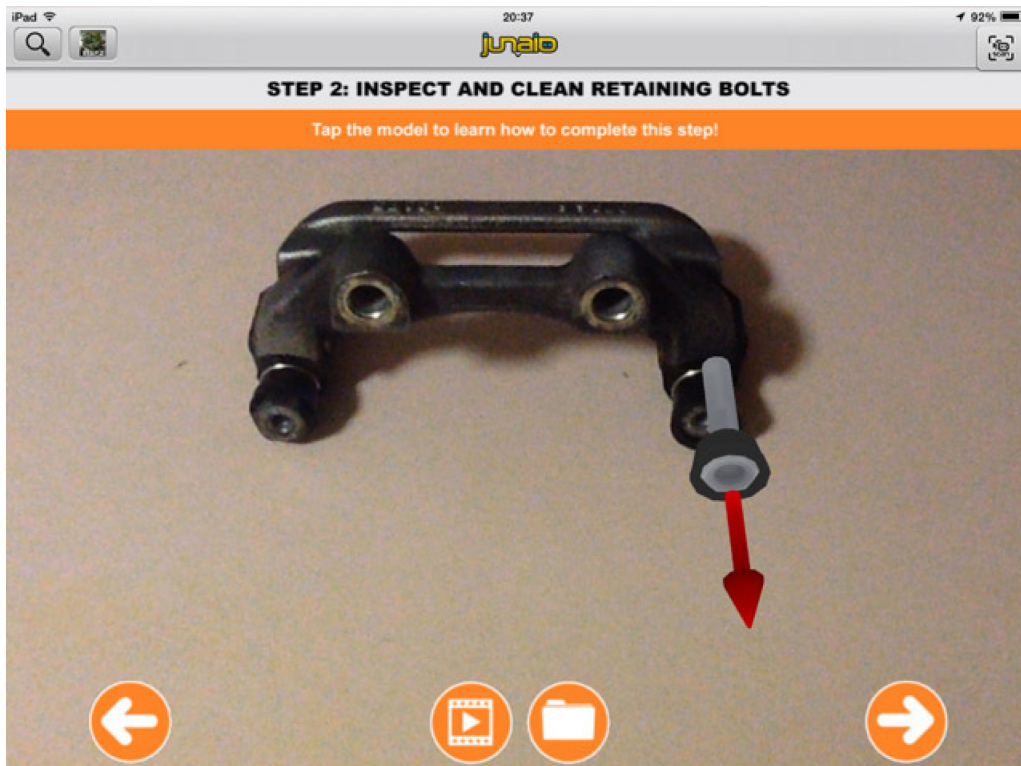 iPad 20:37 92%
junaio
SCAN
STEP 2: INSPECT AND CLEAN RETAINING BOLTS
Tap the model to learn how to complete this step!